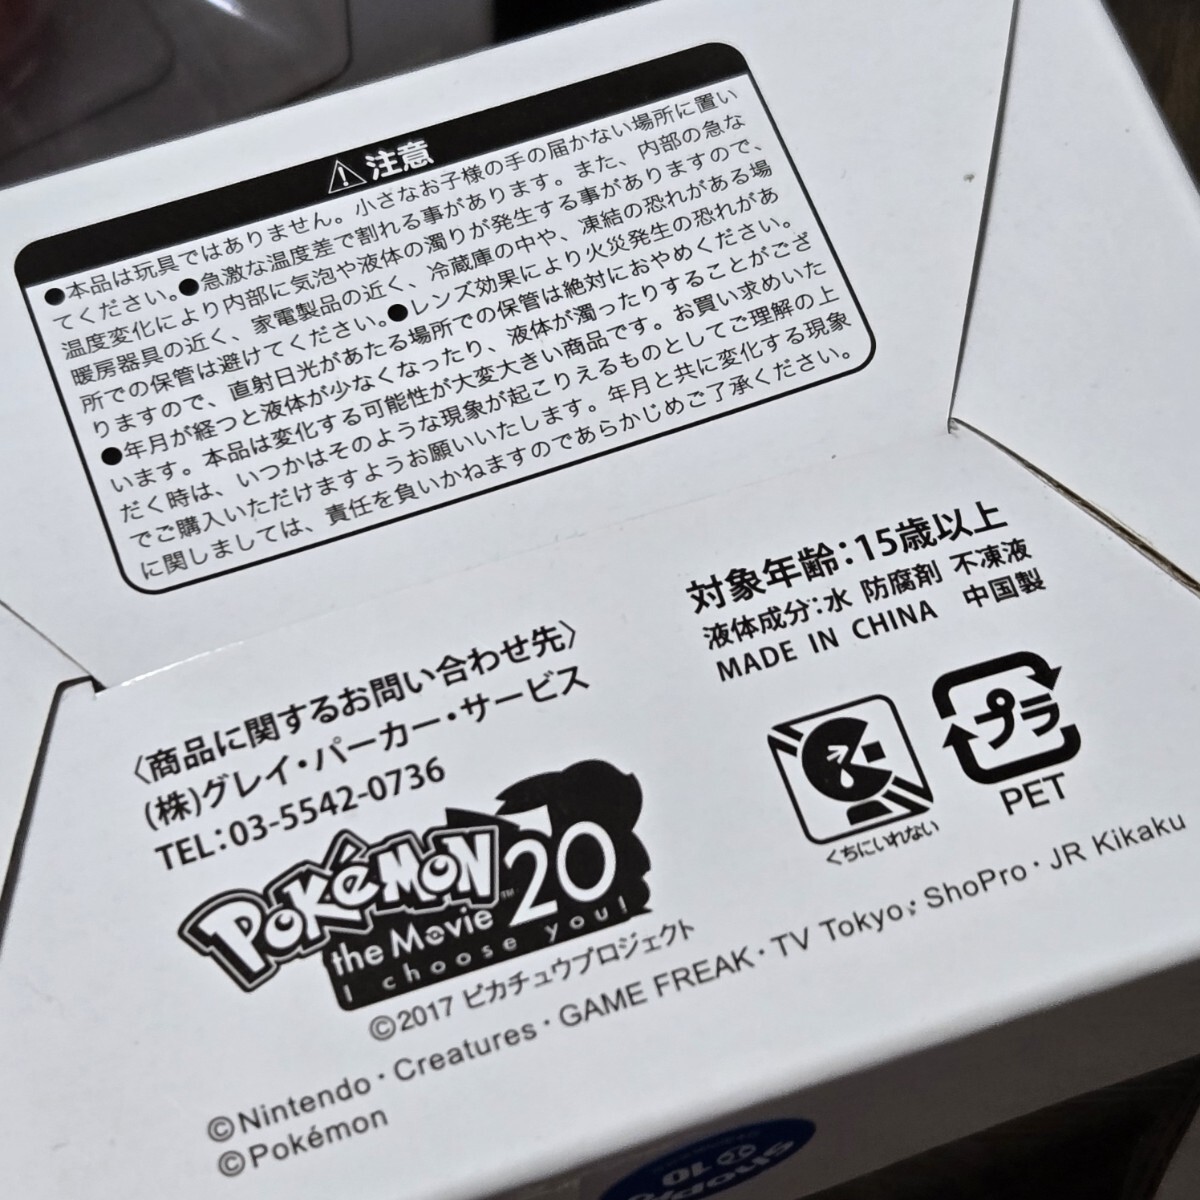 注意
●本品は玩具ではありません。小さなお子様の手の届かない場所に置い
てください。●急激な温度差で割れる事があります。また、内部の急な
温度変化により内部に気泡や液体の濁りが発生する事がありますので、
暖房器具の近く、家電製品の近く、冷蔵庫の中や、凍結の恐れがある場
所での保管は避けてください。●レンズ効果により火災発生の恐れがあ
りますので、直射日光があたる場所での保管は絶対におやめください。
●年月が経つと液体が少なくなったり、液体が濁ったりすることがござ
います。本品は変化する可能性が大変大きい商品です。お買い求めいた
だく時は、いつかはそのような現象が起こりえるものとしてご理解の上
でご購入いただけますようお願いいたします。年月と共に変化する現象
に関しましては、責任を負いかねますのであらかじめご了承ください。
対象年齢:15歳以上
液体成分:水 防腐剤 不凍液
MADE IN CHINA 中国製
〈商品に関するお問い合わせ先〉
(株)グレイ・パーカー・サービス
TEL:03-5542-0736
プラ
PET
くちにいれない
POKéMON
the Movie 20
I choose you!
©2017 ピカチュウプロジェクト
©Nintendo・Creatures・GAME FREAK・TV Tokyo・ShoPro・JR Kikaku
©Pokémon
ShoPro
10